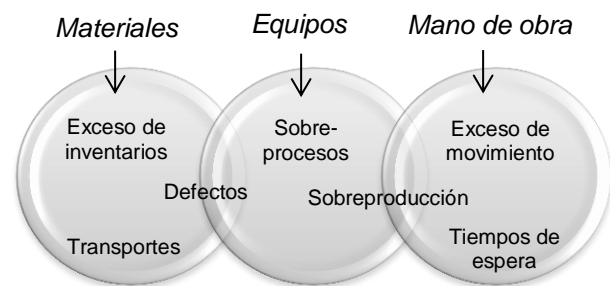 Materiales
Equipos
Mano de obra
Exceso de
inventarios
Sobre-
procesos
Exceso de
movimiento
Defectos
Sobreproducción
Transportes
Tiempos de
espera